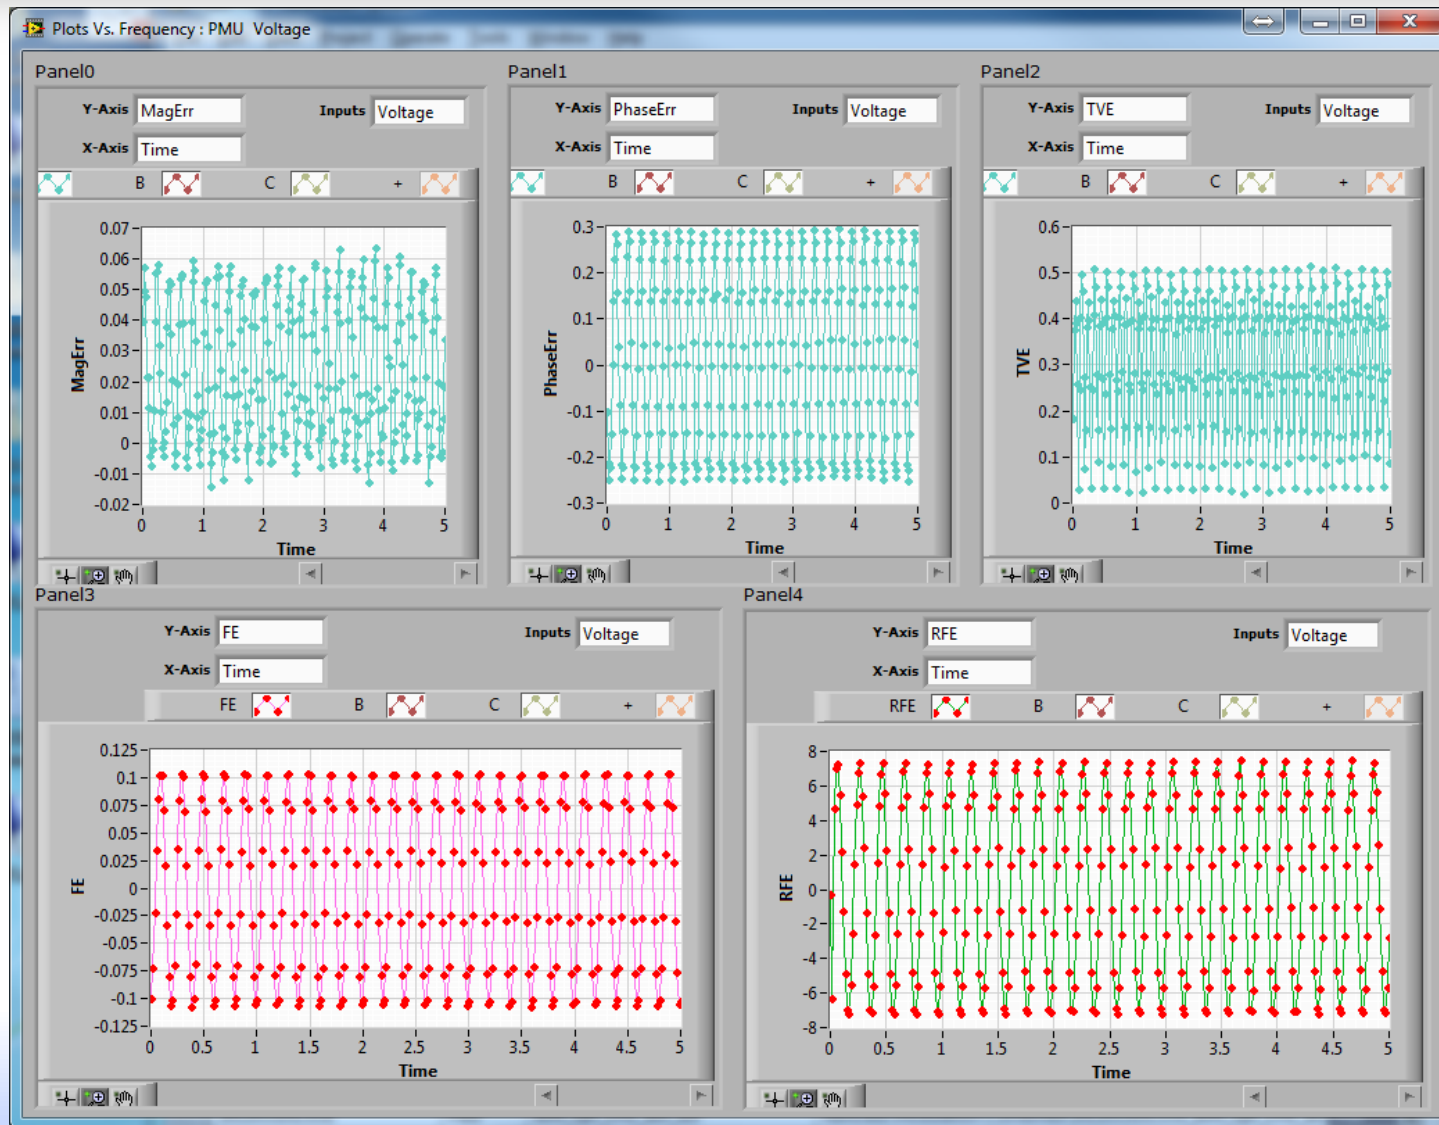 Plots Vs. Frequency : PMU  Voltage
Panel0
Y-Axis MagErr Inputs Voltage
X-Axis Time
B C +
0.07
0.06
0.05
0.04
0.03
0.02
0.01
0
-0.01
-0.02
MagErr
0 1 2 3 4 5
Time
Panel1
Y-Axis PhaseErr Inputs Voltage
X-Axis Time
B C +
0.3
0.2
0.1
0
-0.1
-0.2
-0.3
PhaseErr
0 1 2 3 4 5
Time
Panel2
Y-Axis TVE Inputs Voltage
X-Axis Time
B C +
0.6
0.5
0.4
0.3
0.2
0.1
0
TVE
0 1 2 3 4 5
Time
Panel3
Y-Axis FE Inputs Voltage
X-Axis Time
FE B C +
0.125
0.1
0.075
0.05
0.025
0
-0.025
-0.05
-0.075
-0.1
-0.125
FE
0 0.5 1 1.5 2 2.5 3 3.5 4 4.5 5
Time
Panel4
Y-Axis RFE Inputs Voltage
X-Axis Time
RFE B C +
8
6
4
2
0
-2
-4
-6
-8
RFE
0 0.5 1 1.5 2 2.5 3 3.5 4 4.5 5
Time